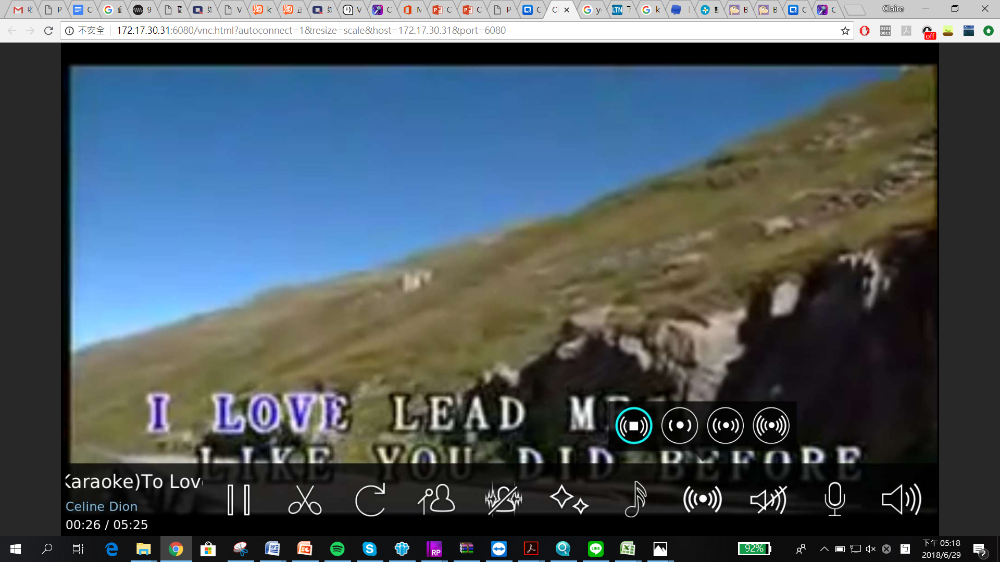 Claire
不安全 172.17.30.31:6080/vnc.html?autoconnect=1&resize=scale&host=172.17.30.31&port=6080
off
I LOVE LEAD
LIKE YOU DID BEFORE
Karaoke)To Lov
Celine Dion
00:26 / 05:25
92%
下午 05:18
2018/6/29
2